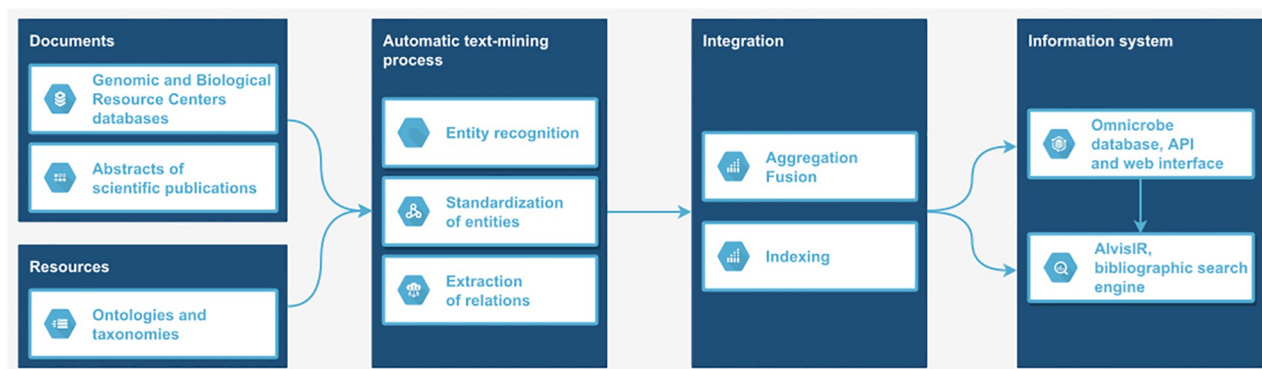 Documents
Genomic and Biological
Resource Centers
databases
Abstracts of
scientific publications
Resources
Ontologies and
taxonomies
Automatic text-mining
process
Entity recognition
Standardization
of entities
Extraction
of relations
Integration
Aggregation
Fusion
Indexing
Information system
Omnicrobe
database, API
and web interface
AlvisIR,
bibliographic search
engine